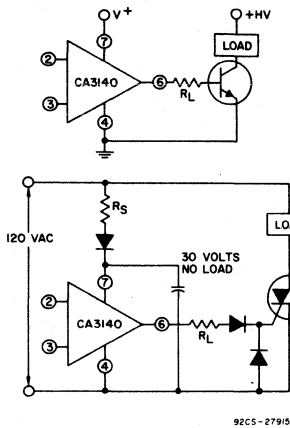 V+
+HV
LOAD
7
2
CA3140
6
RL
3
4
120 VAC
RS
30 VOLTS
NO LOAD
7
2
CA3140
6
RL
3
4
92CS-27915